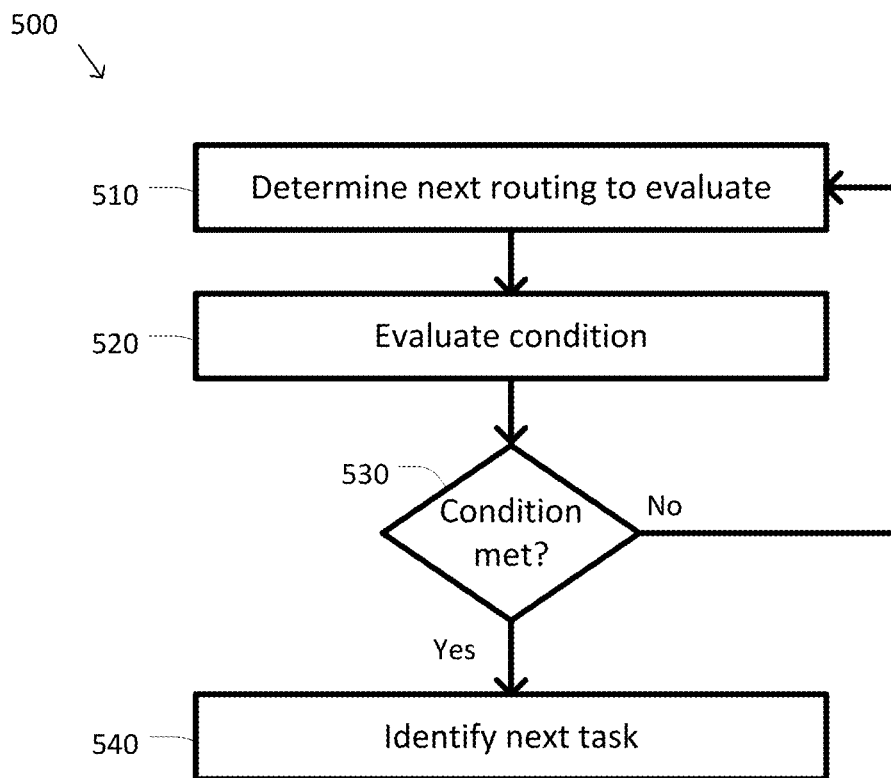 500
510
Determine next routing to evaluate
520
Evaluate condition
530
Condition
met?
No
Yes
540
Identify next task